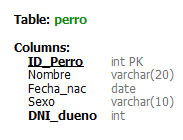 Table: perro
Columns:
ID_Perro int PK
Nombre varchar(20)
Fecha_nac date
Sexo varchar(10)
DNI_dueno int